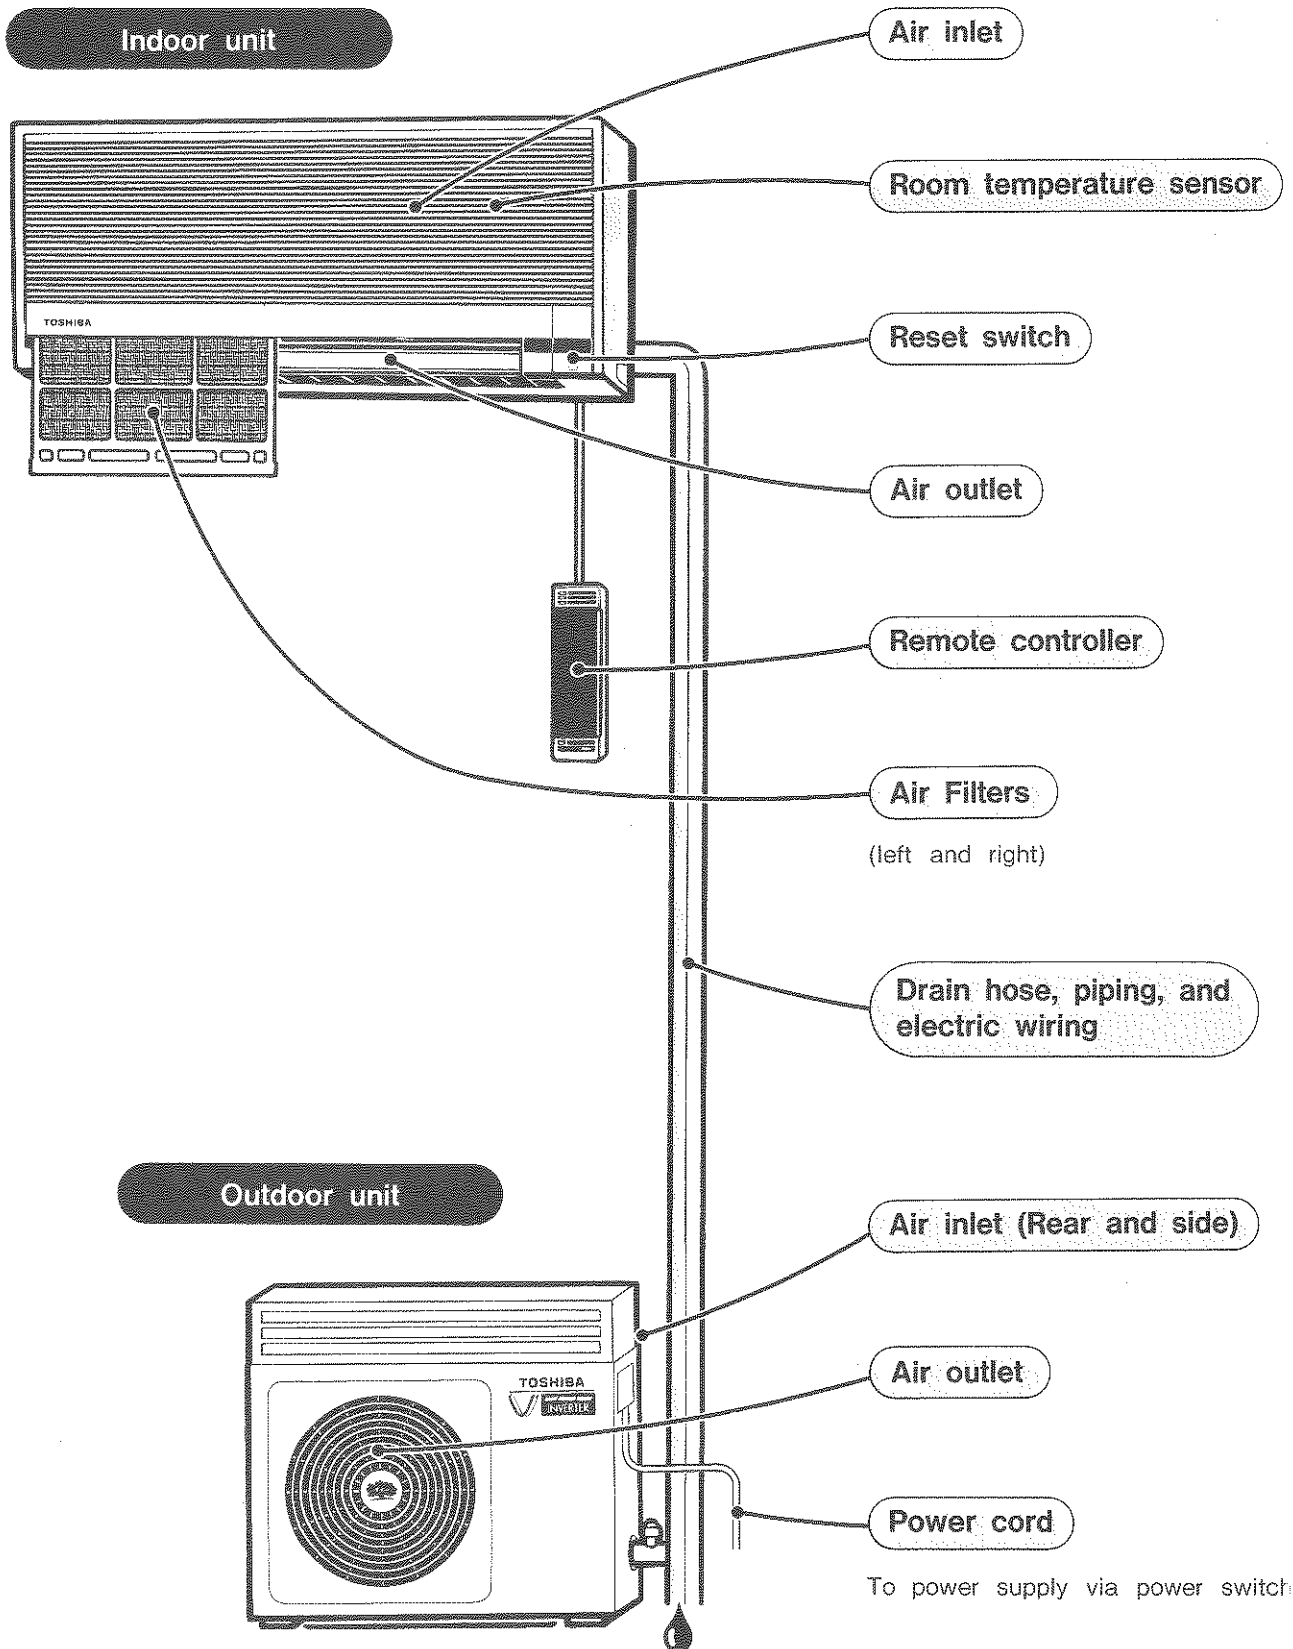 Indoor unit
Air inlet
Room temperature sensor
TOSHIBA
Reset switch
Air outlet
Remote controller
Air Filters
(left and right)
Drain hose, piping, and
electric wiring
Outdoor unit
Air inlet (Rear and side)
Air outlet
TOSHIBA
INVERTER
Power cord
To power supply via power switch